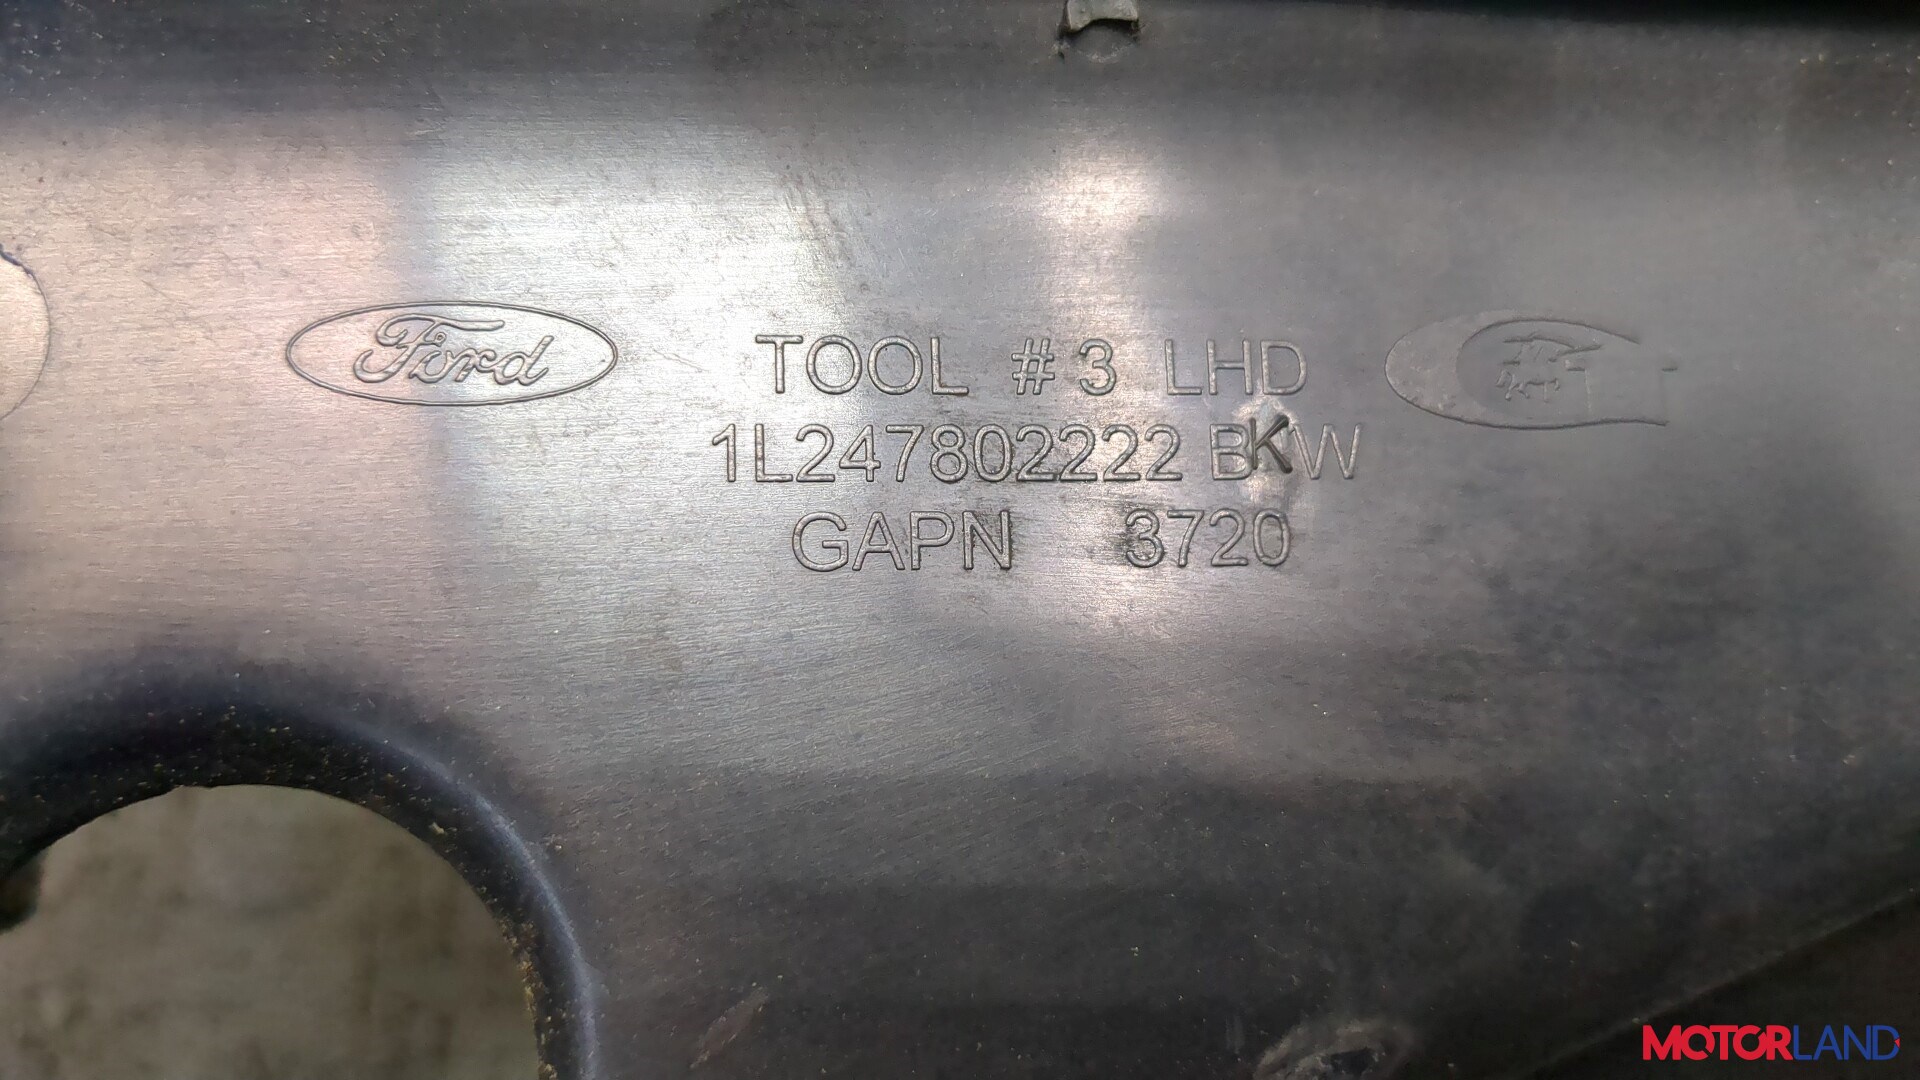 Ford
TOOL #3 LHD
1L247802222 BKW
GAPN 3720
MOTORLAND